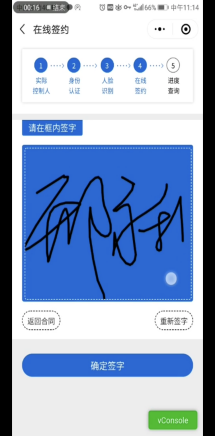 00:16 结束 66% 中午11:14
在线签约
1 2 3 4 5
实际 身份 人脸 在线 进度
控制人 认证 识别 签约 查询
请在框内签字
返回合同 重新签字
确定签字
vConsole